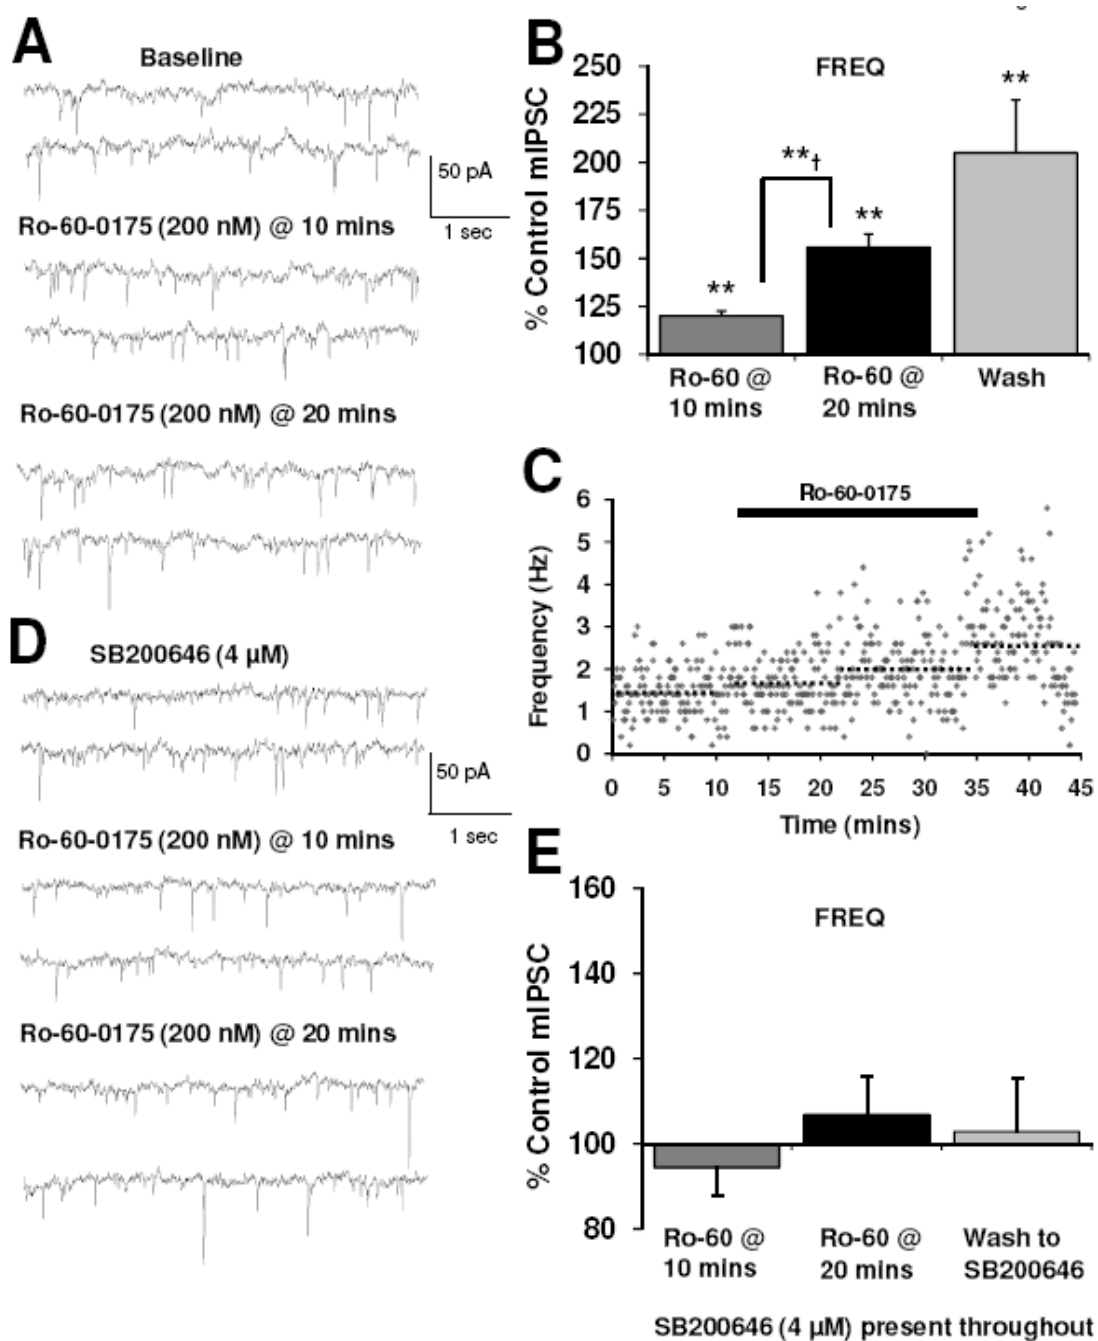 A
Baseline
50 pA
1 sec
Ro-60-0175 (200 nM) @ 10 mins
Ro-60-0175 (200 nM) @ 20 mins
B
FREQ
% Control mIPSC
250
225
200
175
150
125
100
**
**†
**
**
Ro-60 @
10 mins
Ro-60 @
20 mins
Wash
C
Ro-60-0175
Frequency (Hz)
6
5
4
3
2
1
0
0
5
10
15
20
25
30
35
40
45
Time (mins)
D
SB200646 (4 µM)
50 pA
1 sec
Ro-60-0175 (200 nM) @ 10 mins
Ro-60-0175 (200 nM) @ 20 mins
E
FREQ
% Control mIPSC
160
140
120
100
80
Ro-60 @
10 mins
Ro-60 @
20 mins
Wash to
SB200646
SB200646 (4 µM) present throughout